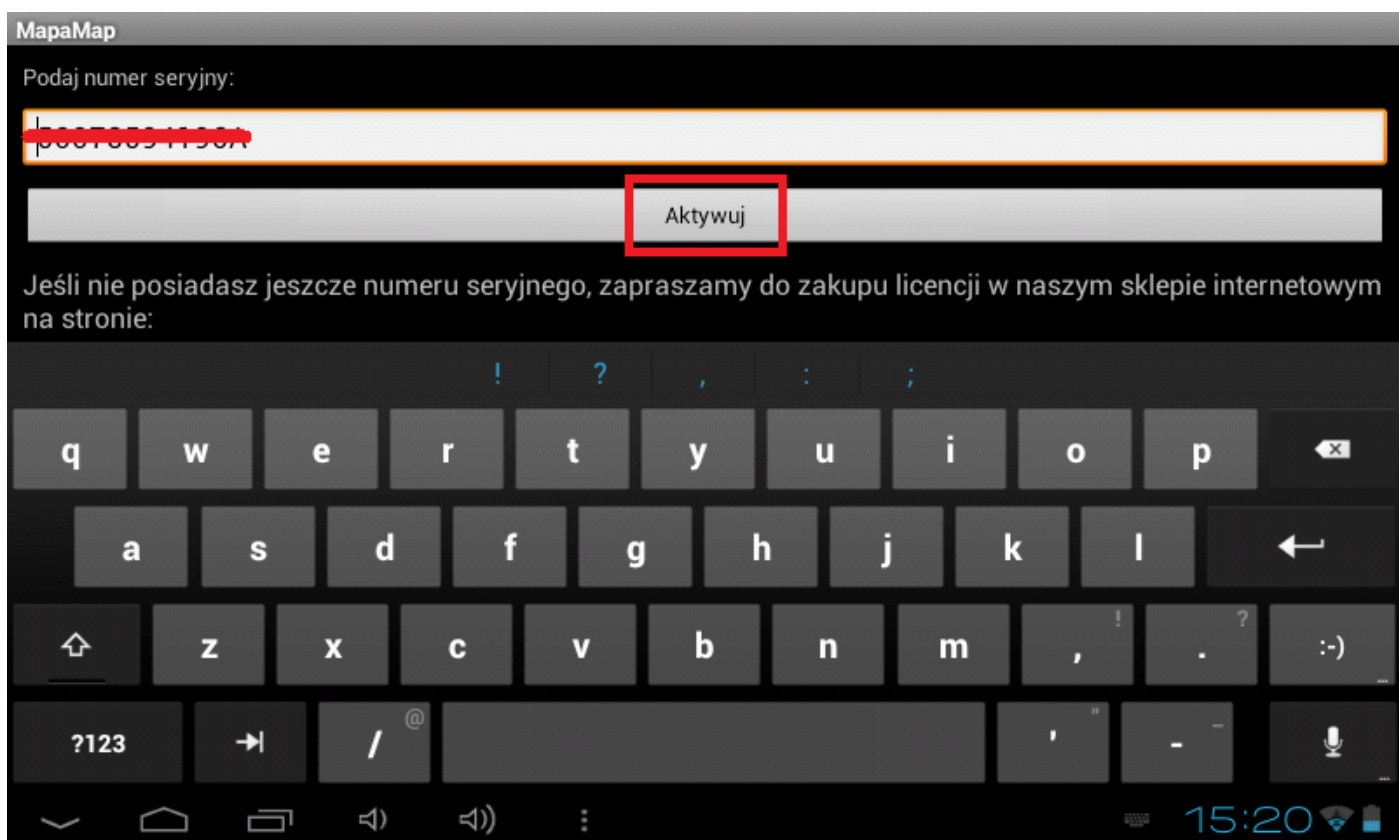 MapaMap
Podaj numer seryjny:
Aktywuj
Jeśli nie posiadasz jeszcze numeru seryjnego, zapraszamy do zakupu licencji w naszym sklepie internetowym
na stronie:
! ? , : ;
q w e r t y u i o p
a s d f g h j k l
z x c v b n m , ! . ? :-) ...
?123 / @ ' " - _ ...
15:20